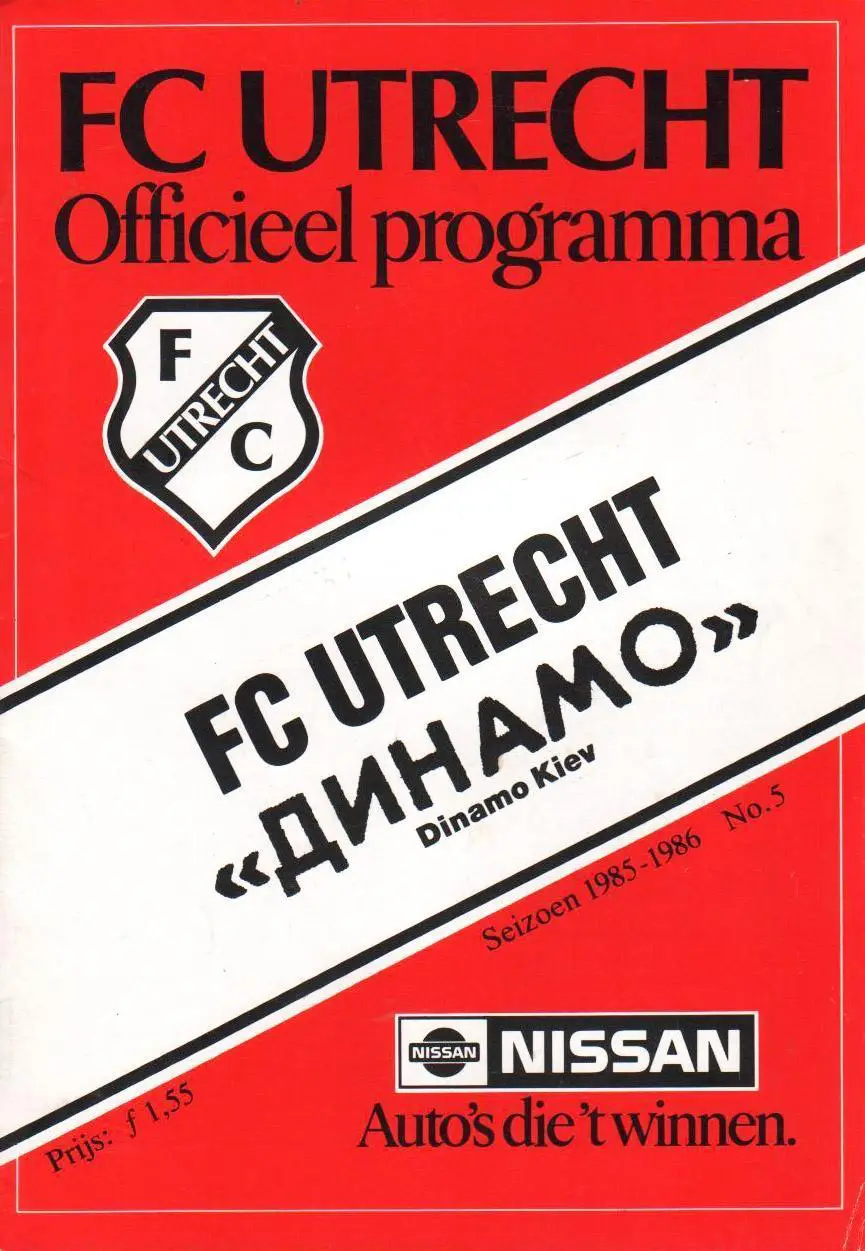 FC UTRECHT
Officieel programma
F
UTRECHT
C
FC UTRECHT
«ДИНАМО»
Dinamo Kiev
Seizoen 1985-1986 No.5
NISSAN NISSAN
Prijs: f 1,55
Auto's die 't winnen.